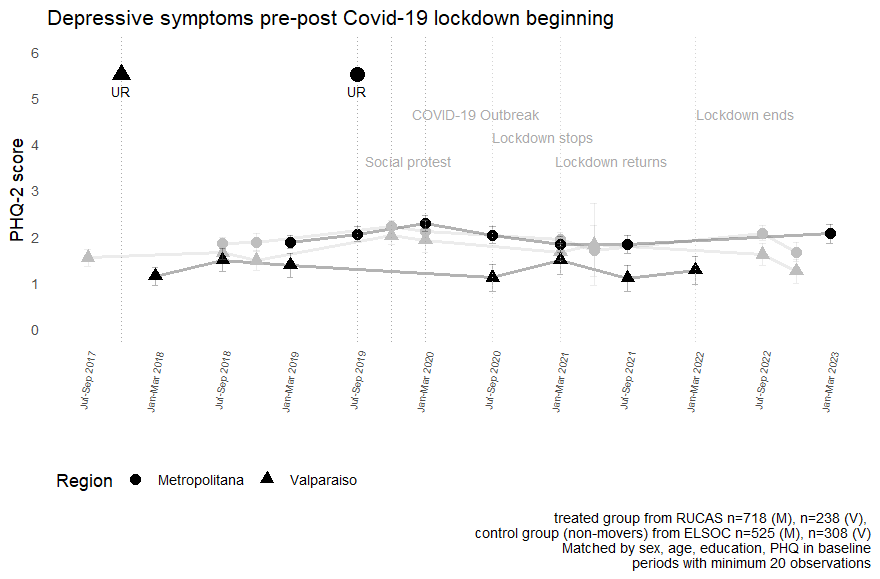 Depressive symptoms pre-post Covid-19 lockdown beginning
PHQ-2 score
6
5
4
3
2
1
0
UR
UR
COVID-19 Outbreak
Lockdown ends
Lockdown stops
Social protest
Lockdown returns
Jul-Sep 2017
Jan-Mar 2018
Jul-Sep 2018
Jan-Mar 2019
Jul-Sep 2019
Jan-Mar 2020
Jul-Sep 2020
Jan-Mar 2021
Jul-Sep 2021
Jan-Mar 2022
Jul-Sep 2022
Jan-Mar 2023
Region
Metropolitana
Valparaiso
treated group from RUCAS n=718 (M), n=238 (V),
control group (non-movers) from ELSOC n=525 (M), n=308 (V)
Matched by sex, age, education, PHQ in baseline
periods with minimum 20 observations